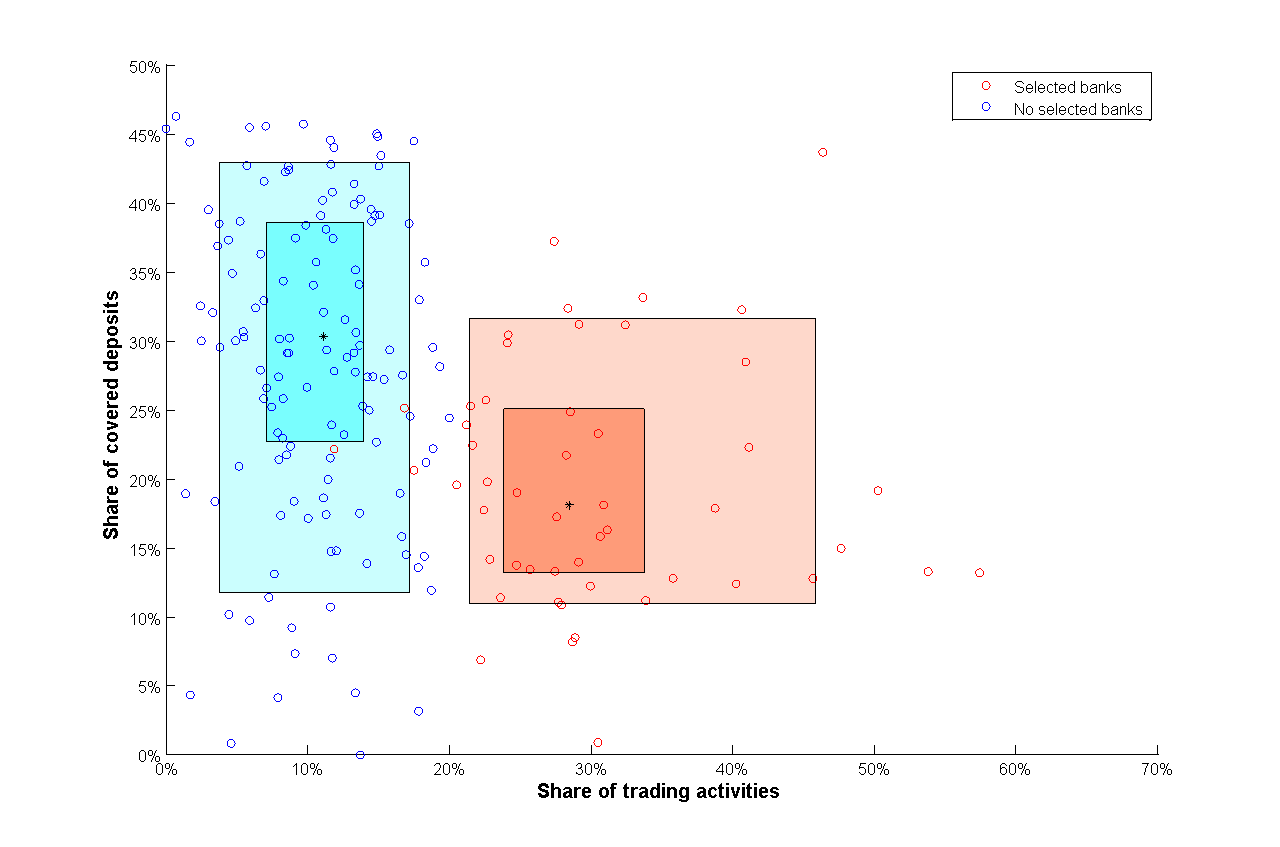 50%
45%
40%
35%
30%
25%
20%
15%
10%
5%
0%
Share of covered deposits
Selected banks
No selected banks
0% 10% 20% 30% 40% 50% 60% 70%
Share of trading activities